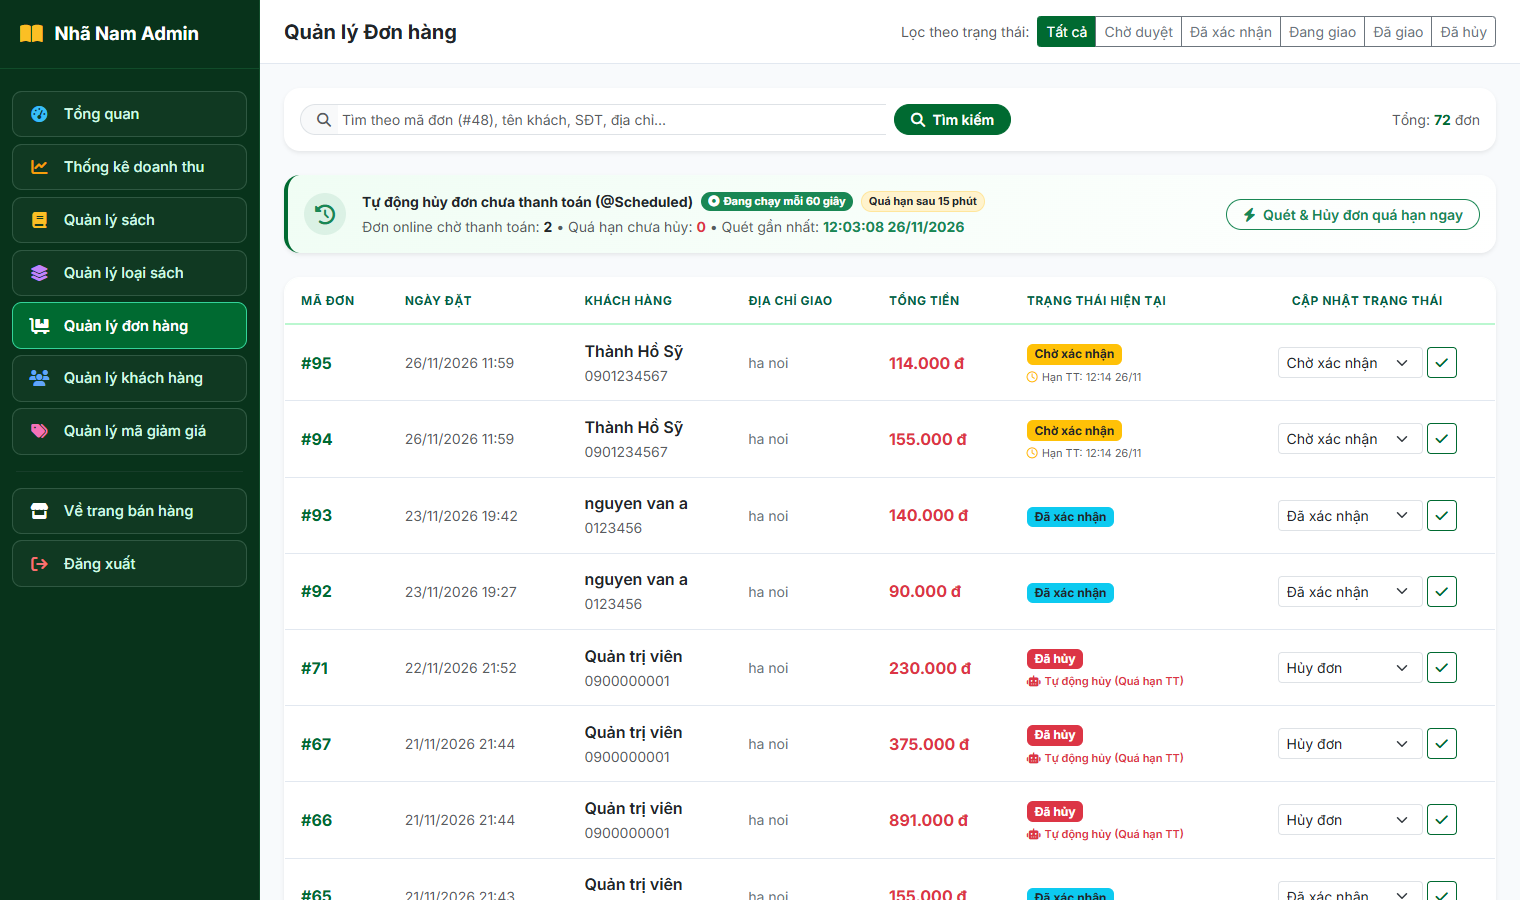 Nhã Nam Admin
Tổng quan
Thống kê doanh thu
Quản lý sách
Quản lý loại sách
Quản lý đơn hàng
Quản lý khách hàng
Quản lý mã giảm giá
Về trang bán hàng
Đăng xuất
Quản lý Đơn hàng
Lọc theo trạng thái: Tất cả Chờ duyệt Đã xác nhận Đang giao Đã giao Đã hủy
Tìm theo mã đơn (#48), tên khách, SĐT, địa chỉ... Tìm kiếm Tổng: 72 đơn
Tự động hủy đơn chưa thanh toán (@Scheduled) Đang chạy mỗi 60 giây Quá hạn sau 15 phút
Đơn online chờ thanh toán: 2 • Quá hạn chưa hủy: 0 • Quét gần nhất: 12:03:08 26/11/2026
Quét & Hủy đơn quá hạn ngay
MÃ ĐƠN NGÀY ĐẶT KHÁCH HÀNG ĐỊA CHỈ GIAO TỔNG TIỀN TRẠNG THÁI HIỆN TẠI CẬP NHẬT TRẠNG THÁI
#95 26/11/2026 11:59 Thành Hồ Sỹ 0901234567 ha noi 114.000 đ Chờ xác nhận Hạn TT: 12:14 26/11 Chờ xác nhận
#94 26/11/2026 11:59 Thành Hồ Sỹ 0901234567 ha noi 155.000 đ Chờ xác nhận Hạn TT: 12:14 26/11 Chờ xác nhận
#93 23/11/2026 19:42 nguyen van a 0123456 ha noi 140.000 đ Đã xác nhận Đã xác nhận
#92 23/11/2026 19:27 nguyen van a 0123456 ha noi 90.000 đ Đã xác nhận Đã xác nhận
#71 22/11/2026 21:52 Quản trị viên 0900000001 ha noi 230.000 đ Đã hủy Tự động hủy (Quá hạn TT) Hủy đơn
#67 21/11/2026 21:44 Quản trị viên 0900000001 ha noi 375.000 đ Đã hủy Tự động hủy (Quá hạn TT) Hủy đơn
#66 21/11/2026 21:44 Quản trị viên 0900000001 ha noi 891.000 đ Đã hủy Tự động hủy (Quá hạn TT) Hủy đơn
#65 21/11/2026 21:43 Quản trị viên ha noi 155.000 đ Đã xác nhận Đã xác nhận